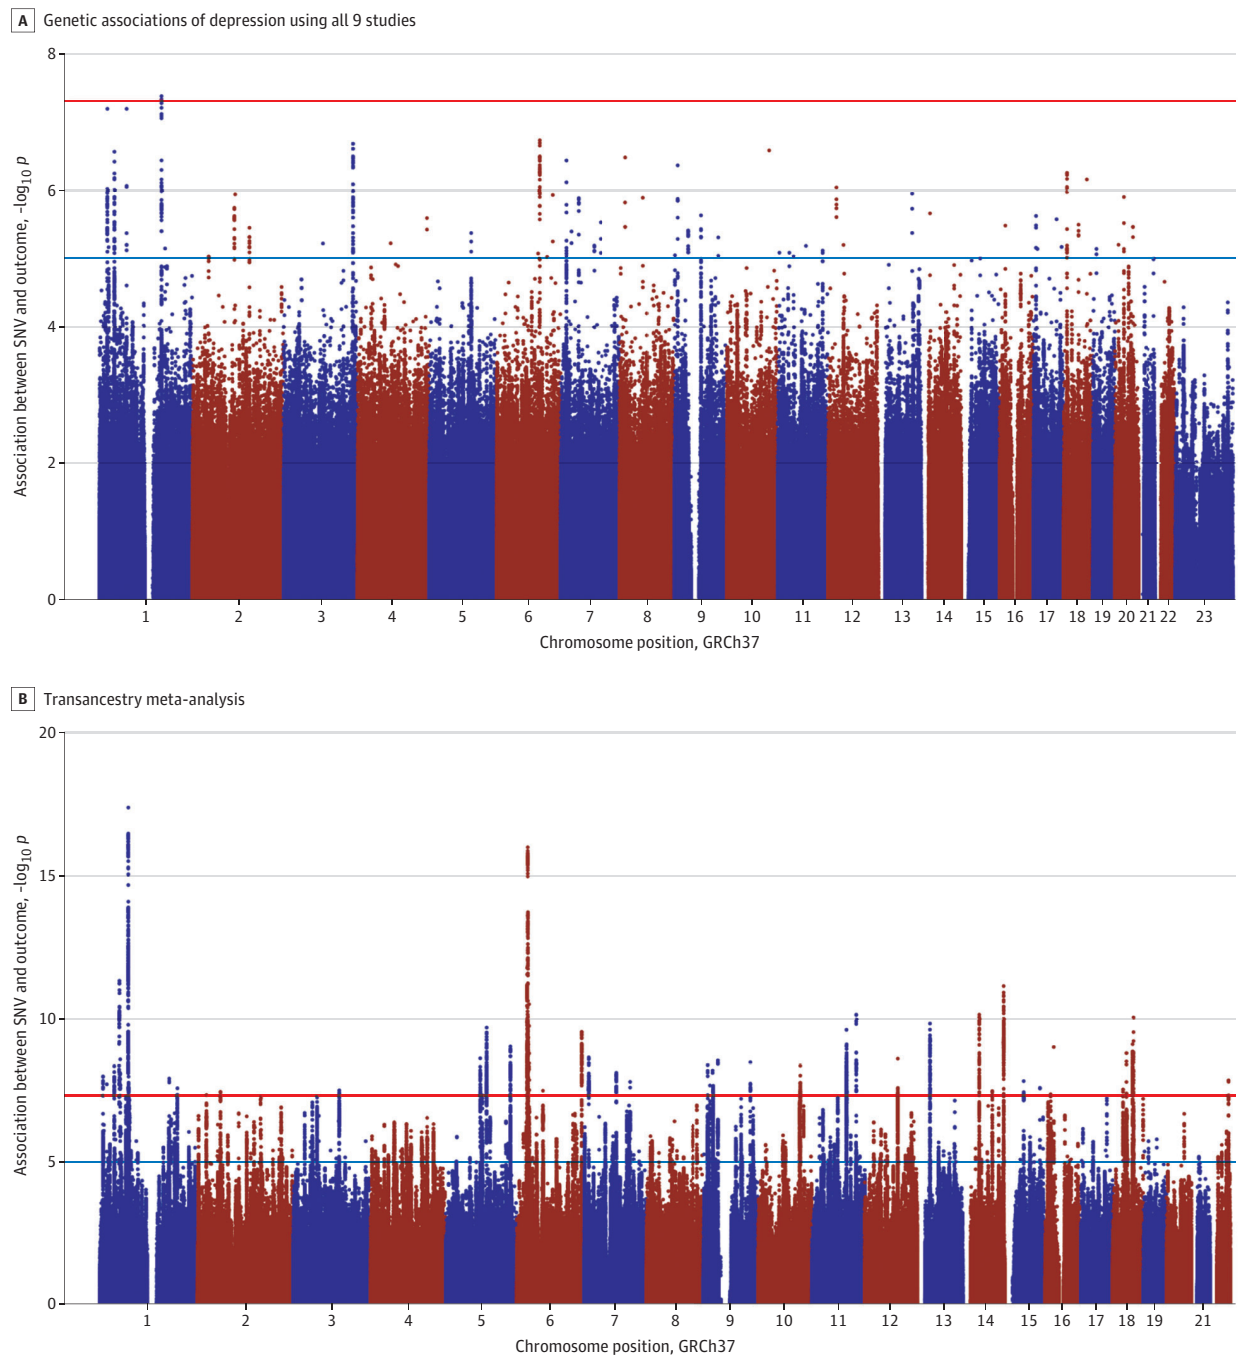 A Genetic associations of depression using all 9 studies
8
6
4
2
0
Association between SNV and outcome, -log10 p
1 2 3 4 5 6 7 8 9 10 11 12 13 14 15 16 17 18 19 20 21 22 23
Chromosome position, GRCh37
B Transancestry meta-analysis
20
15
10
5
0
Association between SNV and outcome, -log10 p
1 2 3 4 5 6 7 8 9 10 11 12 13 14 15 16 17 18 19 21
Chromosome position, GRCh37